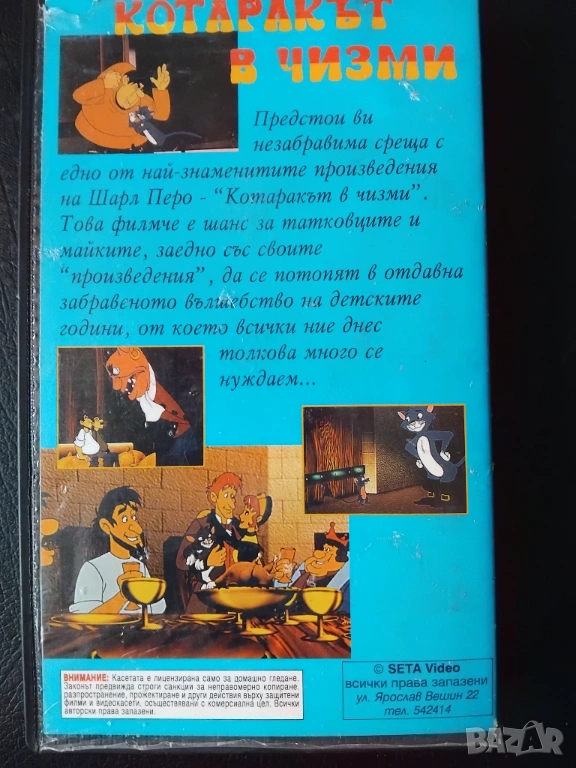 КОТАРАКЪТ
В ЧИЗМИ
Предстои ви
незабравима среща с
едно от най-знаменитите произведения
на Шарл Перо - “Котаракът в чизми”.
Това филмче е шанс за татковците и
майките, заедно със своите
“произведения”, да се потопят в отдавна
забравеното вълшебство на детските
години, от което всички ние днес
толкова много се
нуждаем...
ВНИМАНИЕ: Касетата е лицензирана само за домашно гледане.
Законът предвижда строги санкции за неправомерно копиране,
разпространение, прожектиране и други действия върху защитени
филми и видеокасети, осъществявани с комерсиална цел. Всички
авторски права запазени.
© SETA Video
всички права запазени
ул. Ярослав Вешин 22
тел. 542414
BAZAR